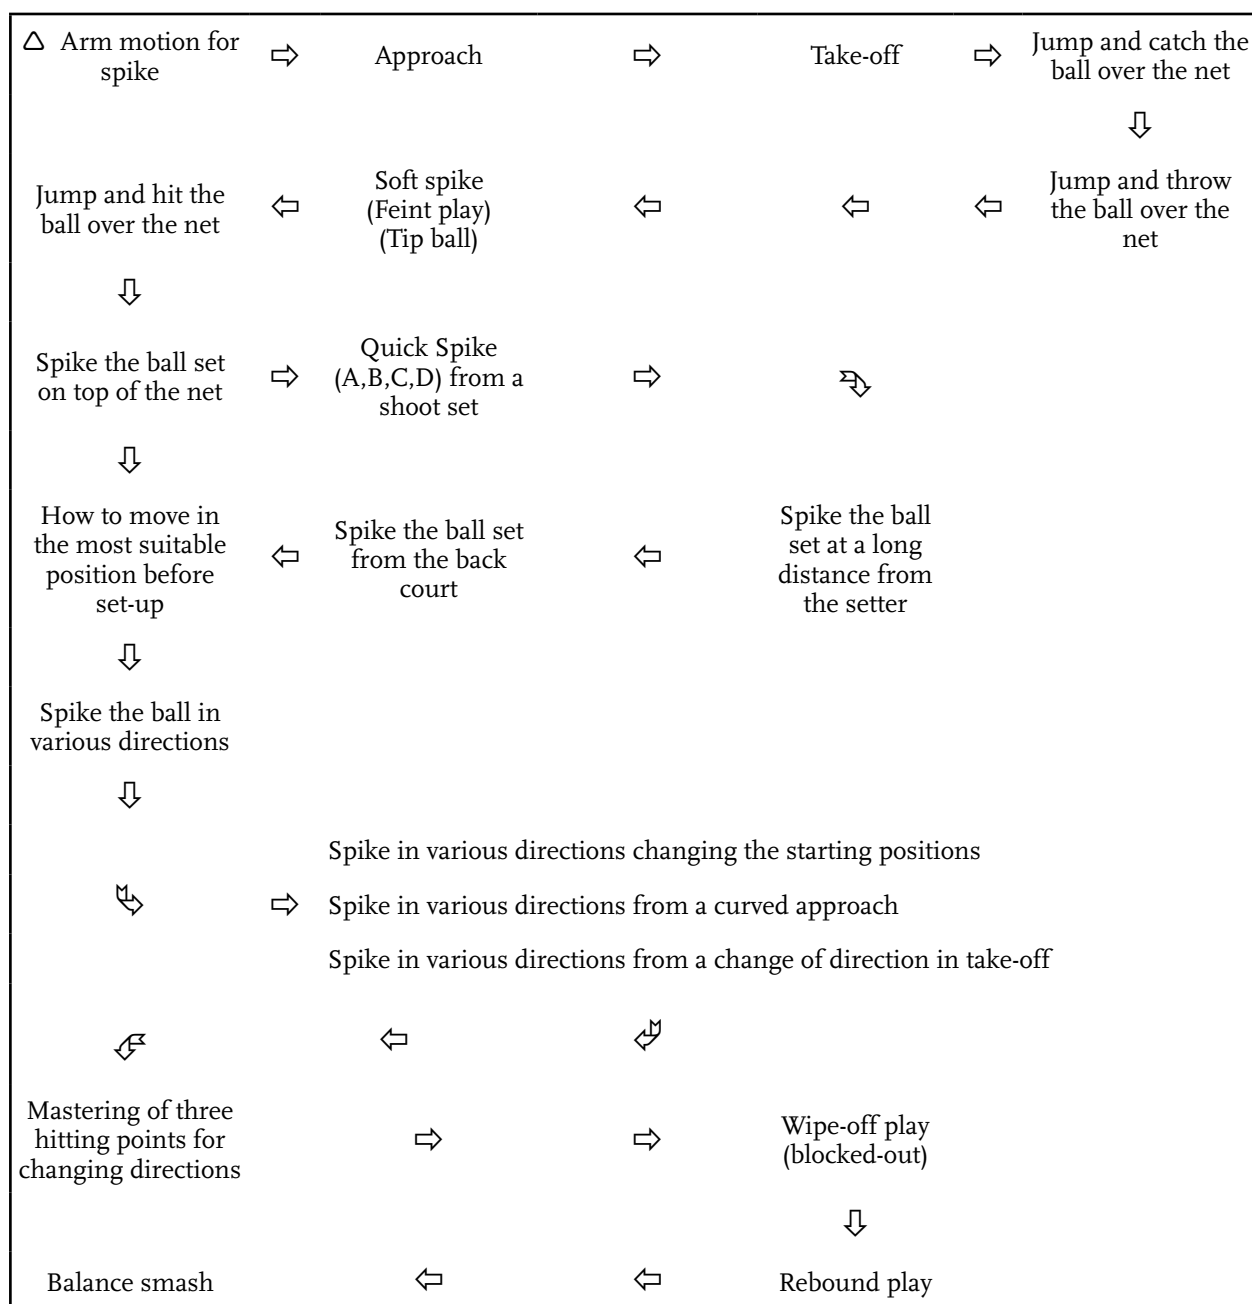 Arm motion for
spike
Approach
Take-off
Jump and catch the
ball over the net
Jump and hit the
ball over the net
Soft spike
(Feint play)
(Tip ball)
Jump and throw
the ball over the
net
Spike the ball set
on top of the net
Quick Spike
(A,B,C,D) from a
shoot set
How to move in
the most suitable
position before
set-up
Spike the ball set
from the back
court
Spike the ball
set at a long
distance from
the setter
Spike the ball in
various directions
Spike in various directions changing the starting positions
Spike in various directions from a curved approach
Spike in various directions from a change of direction in take-off
Mastering of three
hitting points for
changing directions
Wipe-off play
(blocked-out)
Balance smash
Rebound play